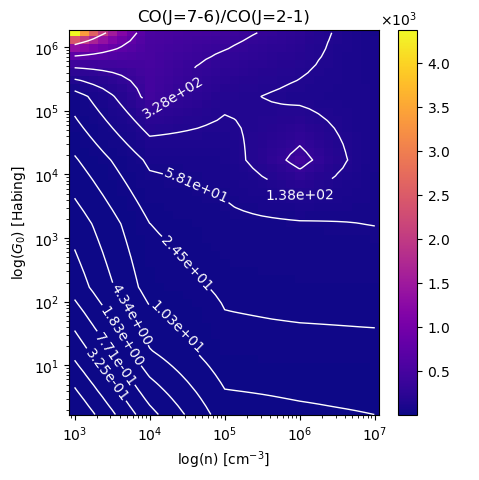 CO(J=7-6)/CO(J=2-1)
×10³
10⁶
10⁵
10⁴
10³
10²
10¹
log(G₀) [Habing]
3.28e+02
5.81e+01
1.38e+02
2.45e+01
4.34e+00
1.03e+01
1.83e+00
7.71e-01
3.25e-01
4.0
3.5
3.0
2.5
2.0
1.5
1.0
0.5
10³ 10⁴ 10⁵ 10⁶ 10⁷
log(n) [cm⁻³]